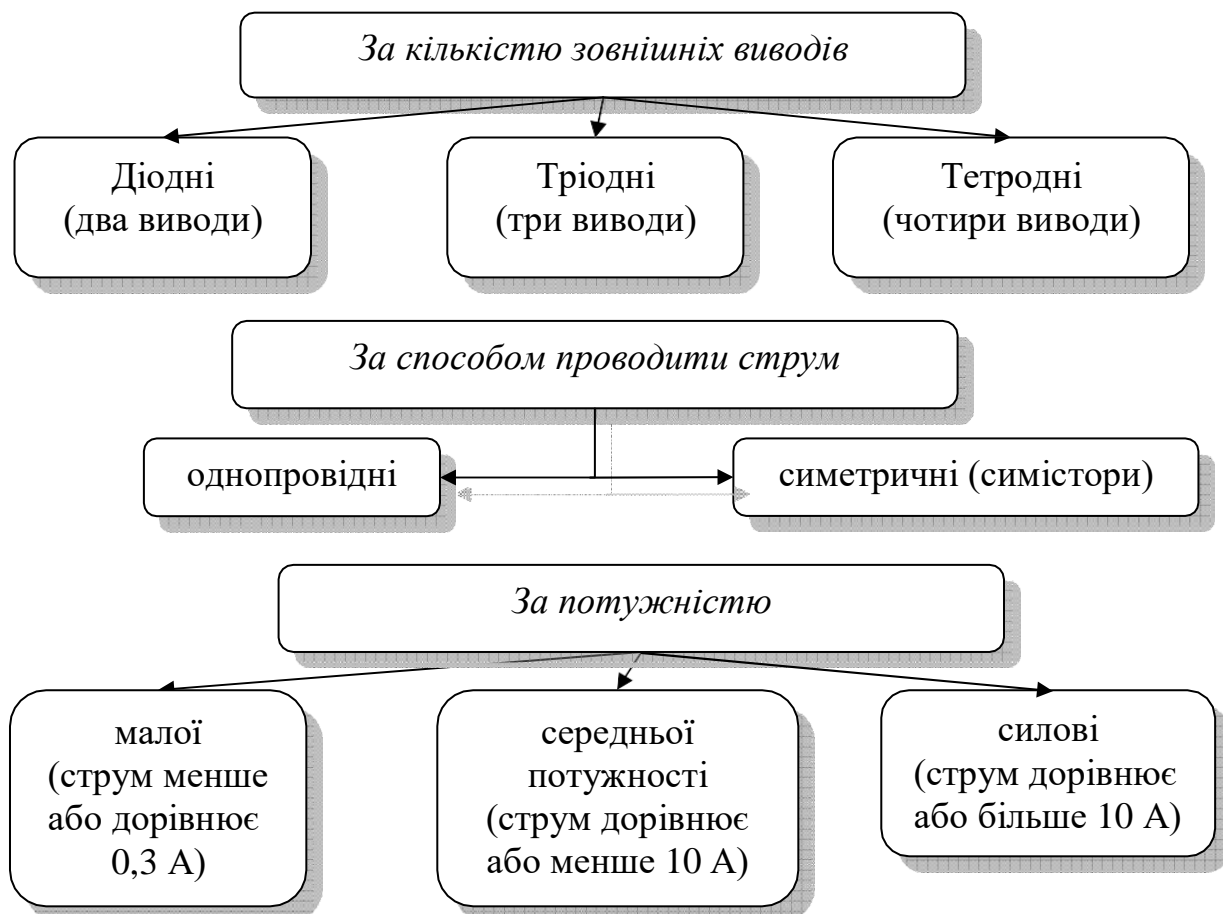 За кількістю зовнішніх виводів
Діодні
(два виводи)
Тріодні
(три виводи)
Тетродні
(чотири виводи)
За способом проводити струм
однопровідні
симетричні (симістори)
За потужністю
малої
(струм менше
або дорівнює
0,3 А)
середньої
потужності
(струм дорівнює
або менше 10 А)
силові
(струм дорівнює
або більше 10 А)